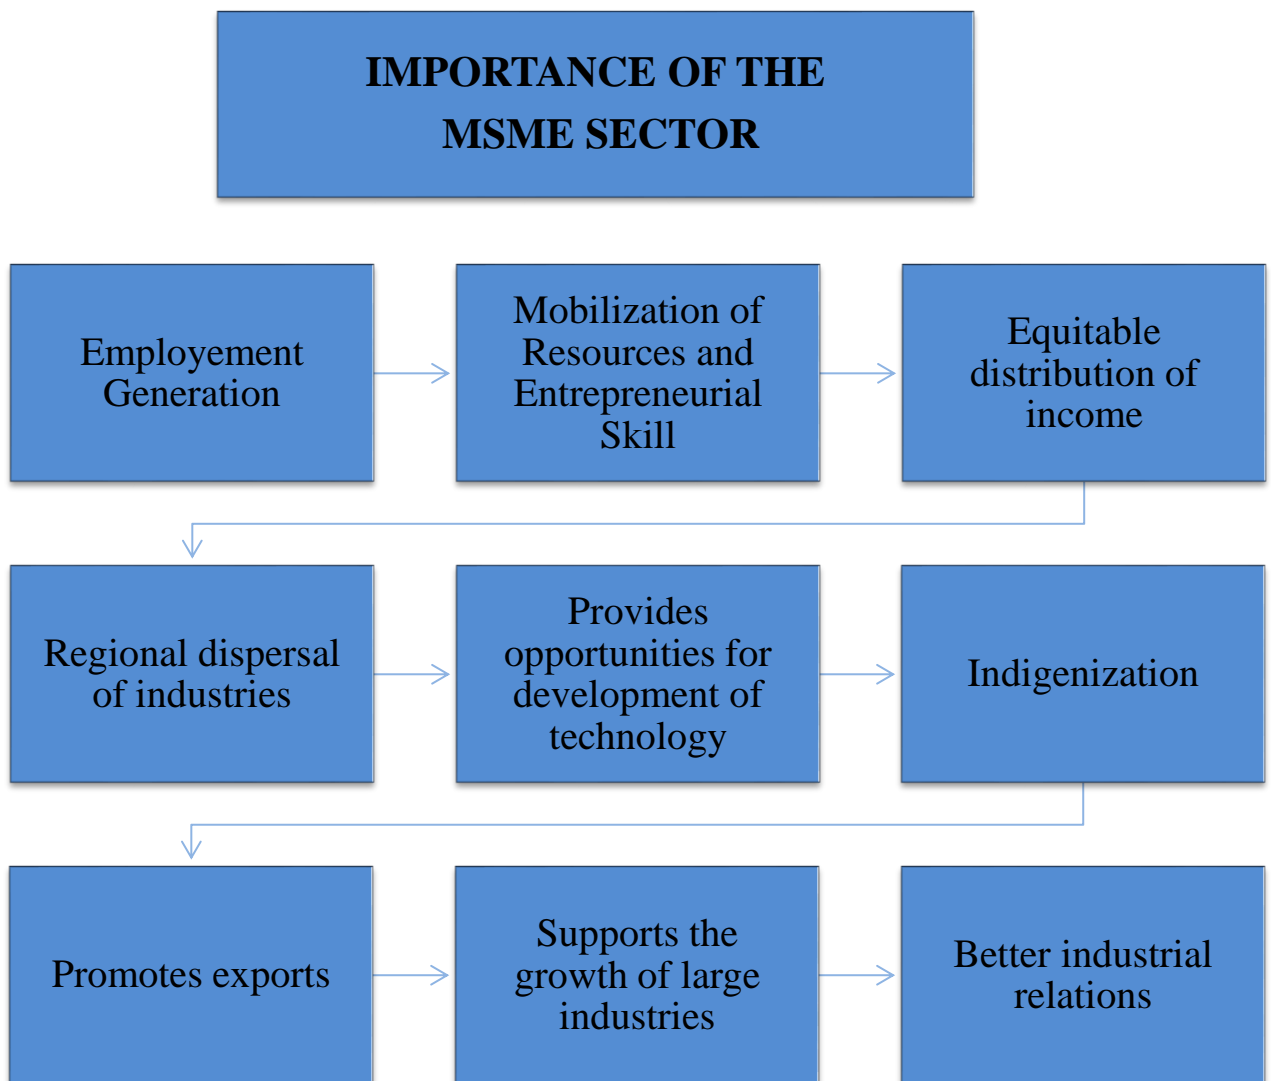 IMPORTANCE OF THE
MSME SECTOR
Employement
Generation
Mobilization of
Resources and
Entrepreneurial
Skill
Equitable
distribution of
income
Regional dispersal
of industries
Provides
opportunities for
development of
technology
Indigenization
Promotes exports
Supports the
growth of large
industries
Better industrial
relations